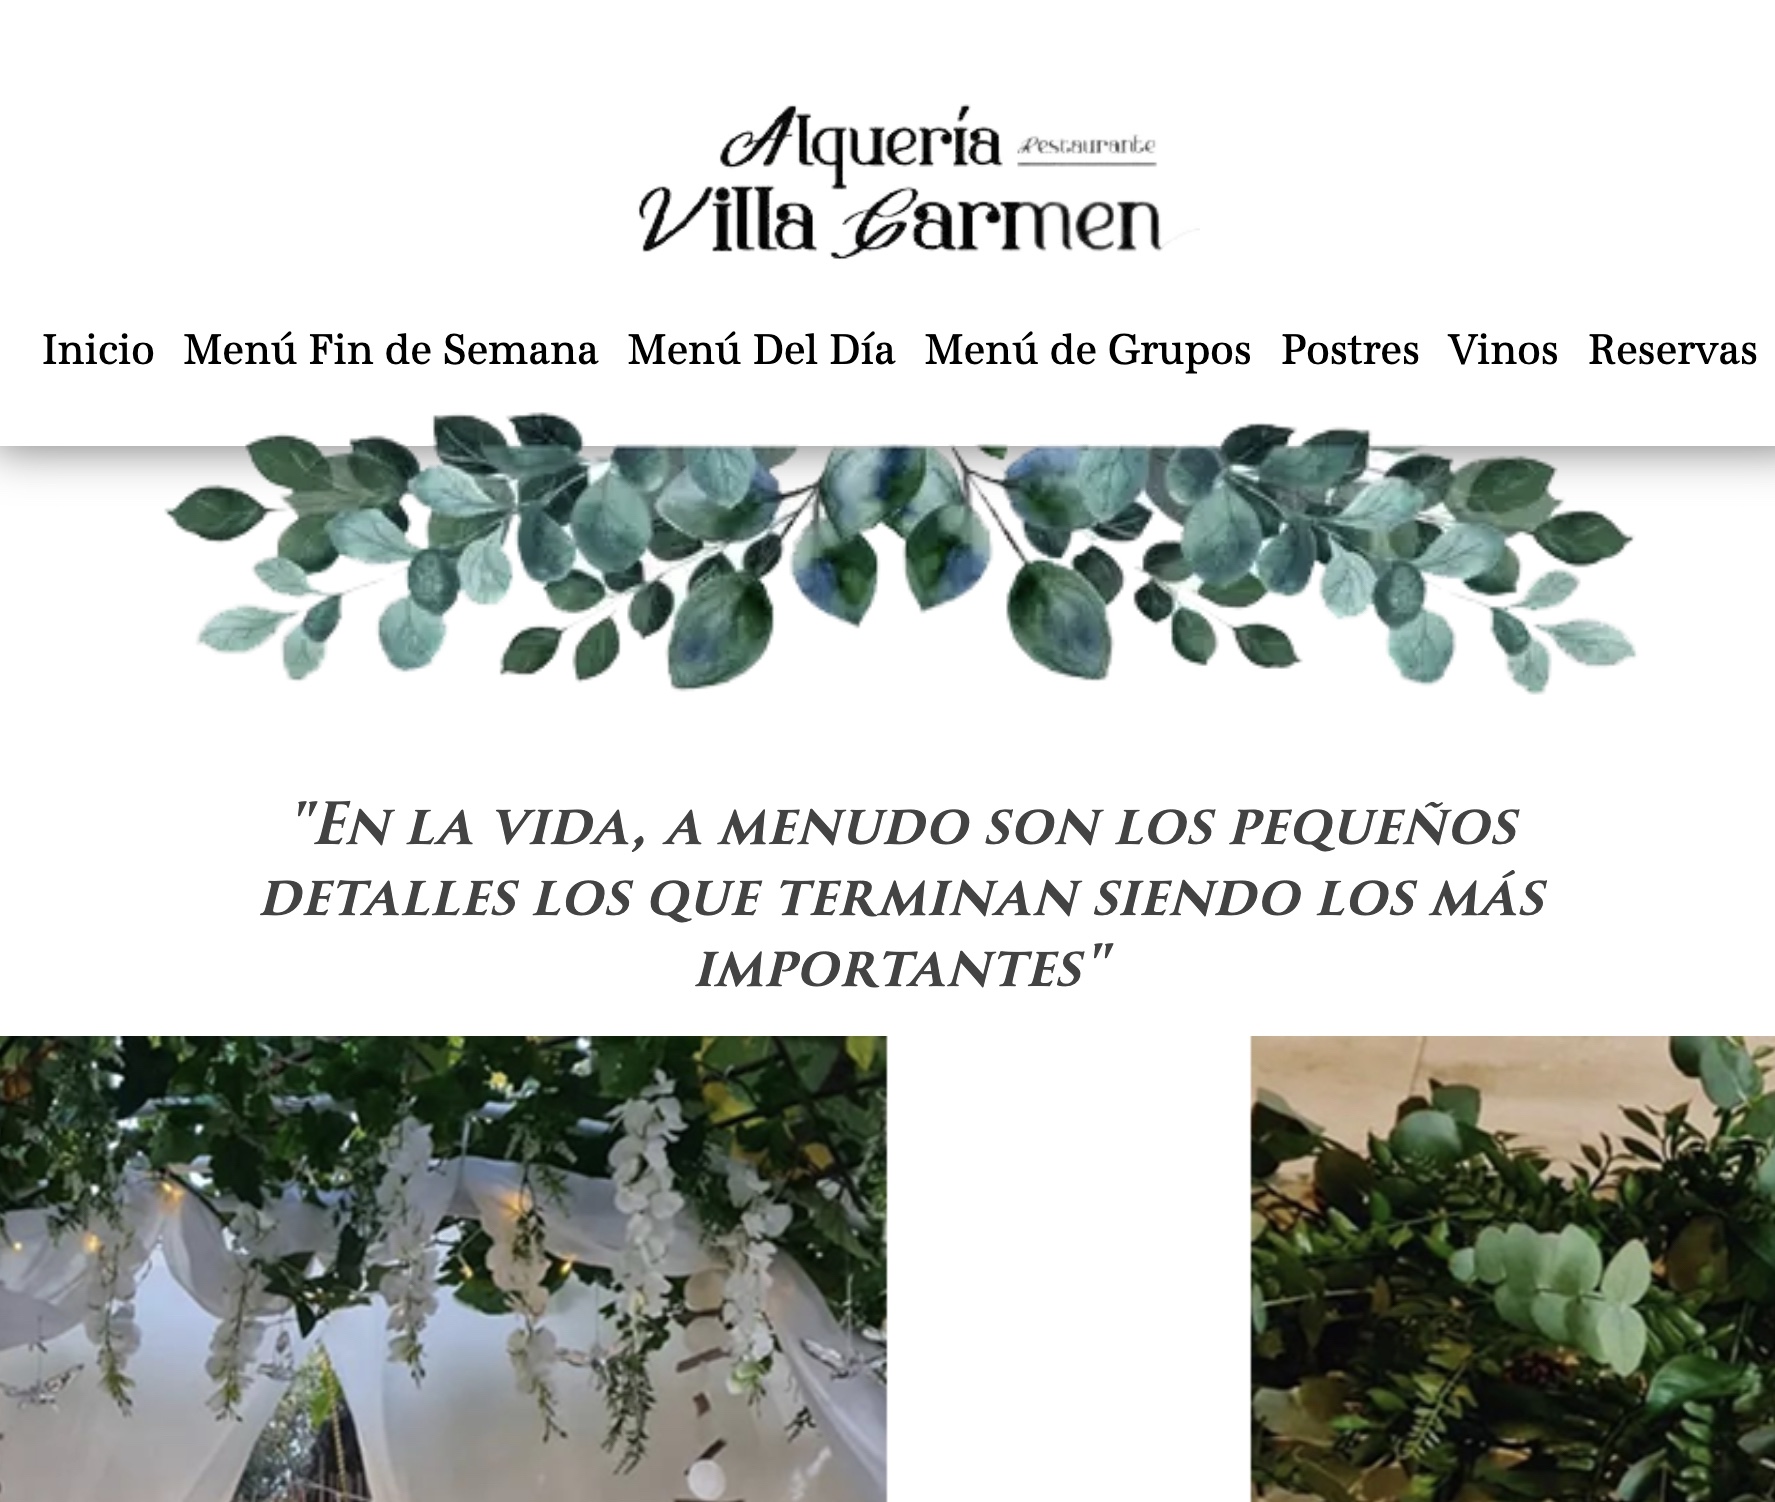 Alquería Restaurante
Villa Carmen
Inicio Menú Fin de Semana Menú Del Día Menú de Grupos Postres Vinos Reservas
"En la vida, a menudo son los pequeños
detalles los que terminan siendo los más
importantes"